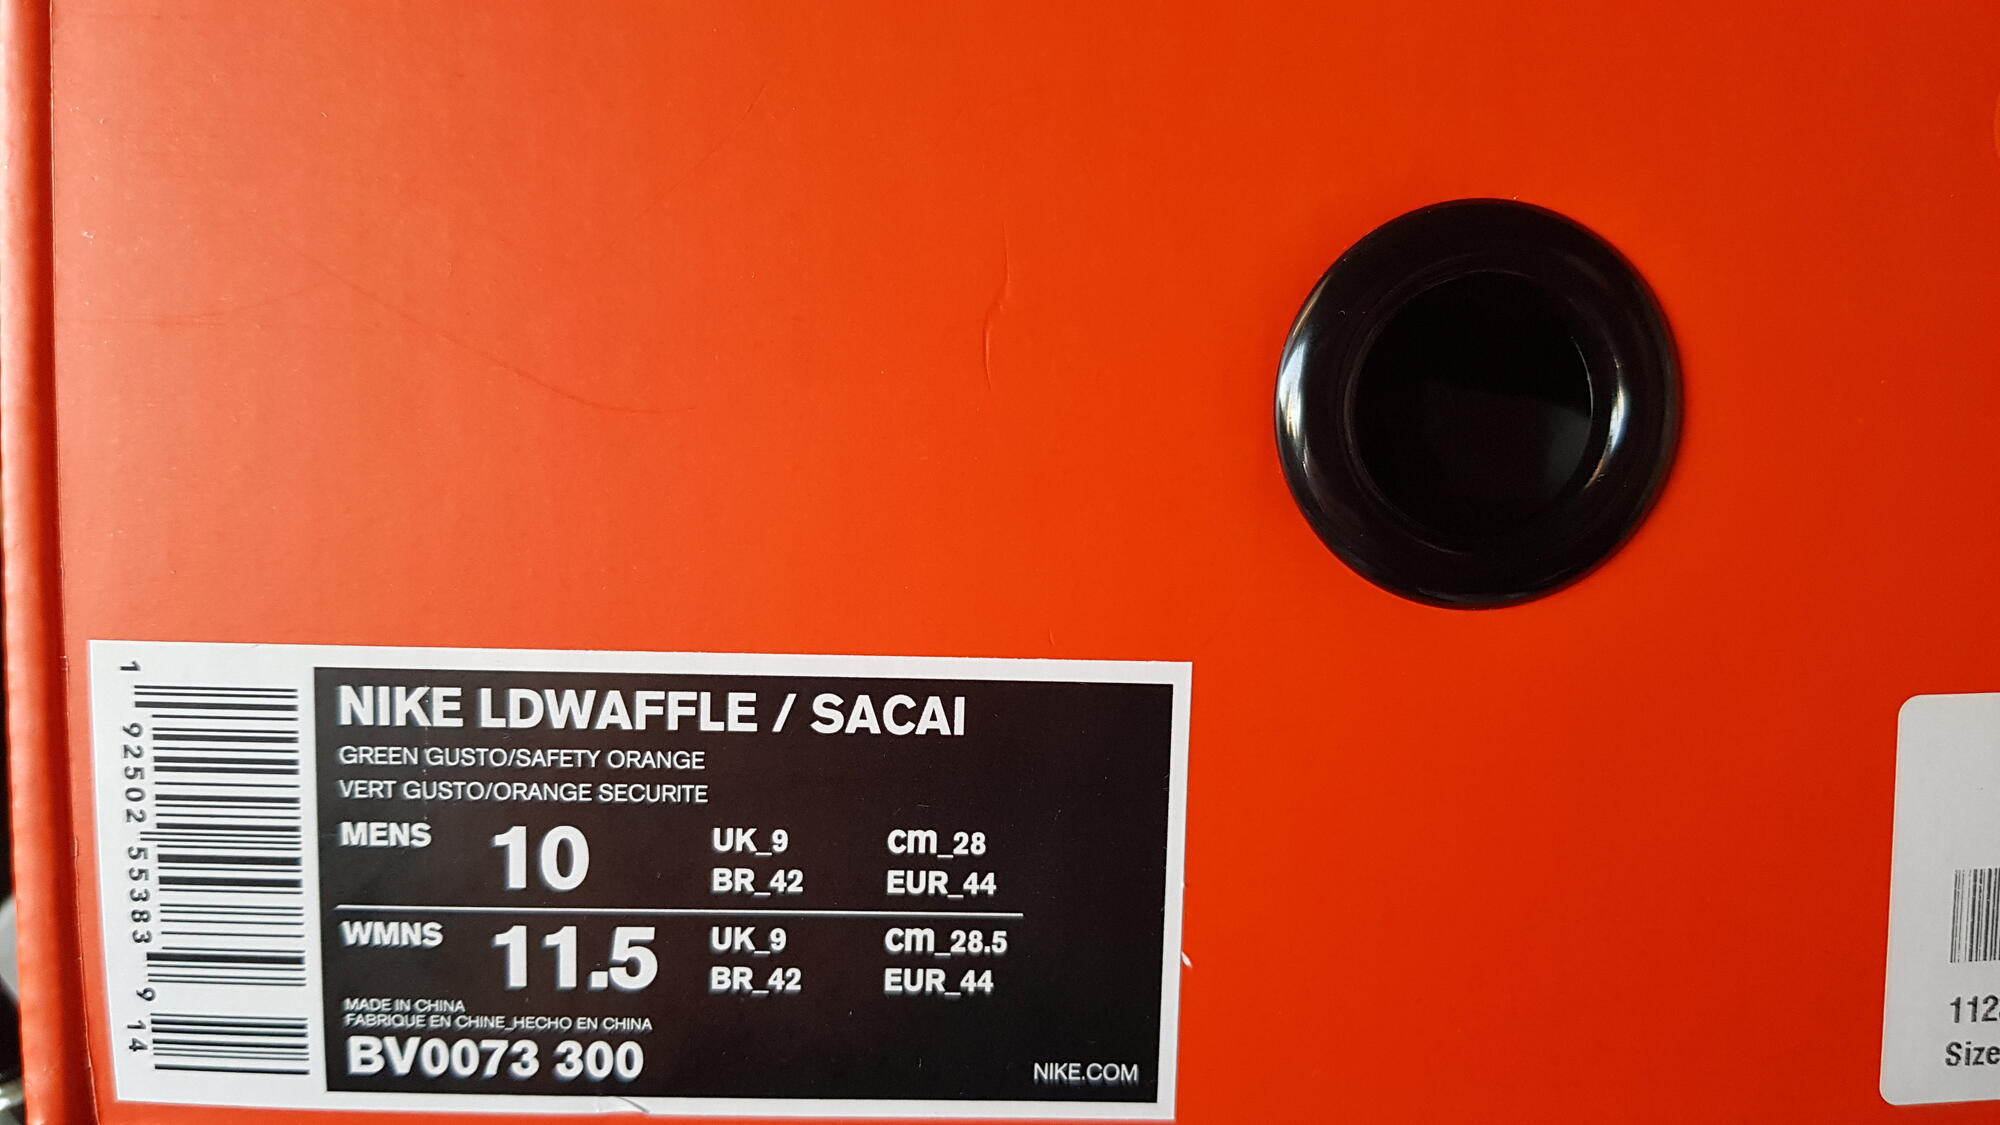 1 92502 55383 9 14
NIKE LDWAFFLE / SACAI
GREEN GUSTO/SAFETY ORANGE
VERT GUSTO/ORANGE SECURITE
MENS 10 UK_9 cm_28
BR_42 EUR_44
WMNS 11.5 UK_9 cm_28.5
BR_42 EUR_44
MADE IN CHINA
FABRIQUE EN CHINE_HECHO EN CHINA
BV0073 300
NIKE.COM
Size